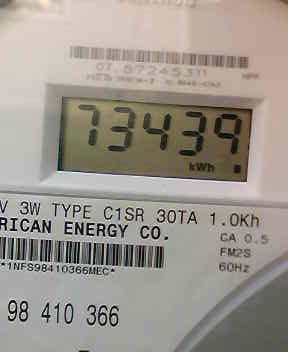 07.57245311
73439
kWh
V 3W TYPE C1SR 30TA 1.0Kh
RICAN ENERGY CO.
CA 0.5
FM2S
60Hz
*1NFS98410366MEC*
98 410 366